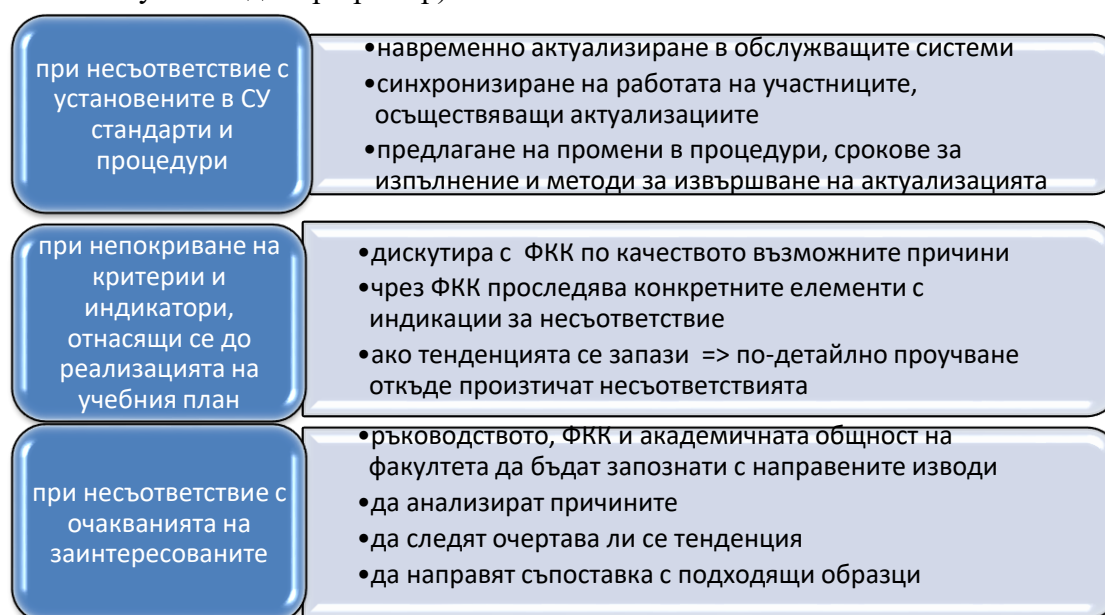 при несъответствие с
установените в СУ
стандарти и
процедури
•навременно актуализиране в обслужващите системи
•синхронизиране на работата на участниците,
осъществяващи актуализациите
•предлагане на промени в процедури, срокове за
изпълнение и методи за извършване на актуализацията
при непокриване на
критерии и
индикатори,
отнасящи се до
реализацията на
учебния план
•дискутира с ФКК по качеството възможните причини
•чрез ФКК проследява конкретните елементи с
индикации за несъответствие
•ако тенденцията се запази => по-детайлно проучване
откъде произтичат несъответствията
при несъответствие с
очакванията на
заинтересованите
•ръководството, ФКК и академичната общност на
факултета да бъдат запознати с направените изводи
•да анализират причините
•да следят очертава ли се тенденция
•да направят съпоставка с подходящи образци